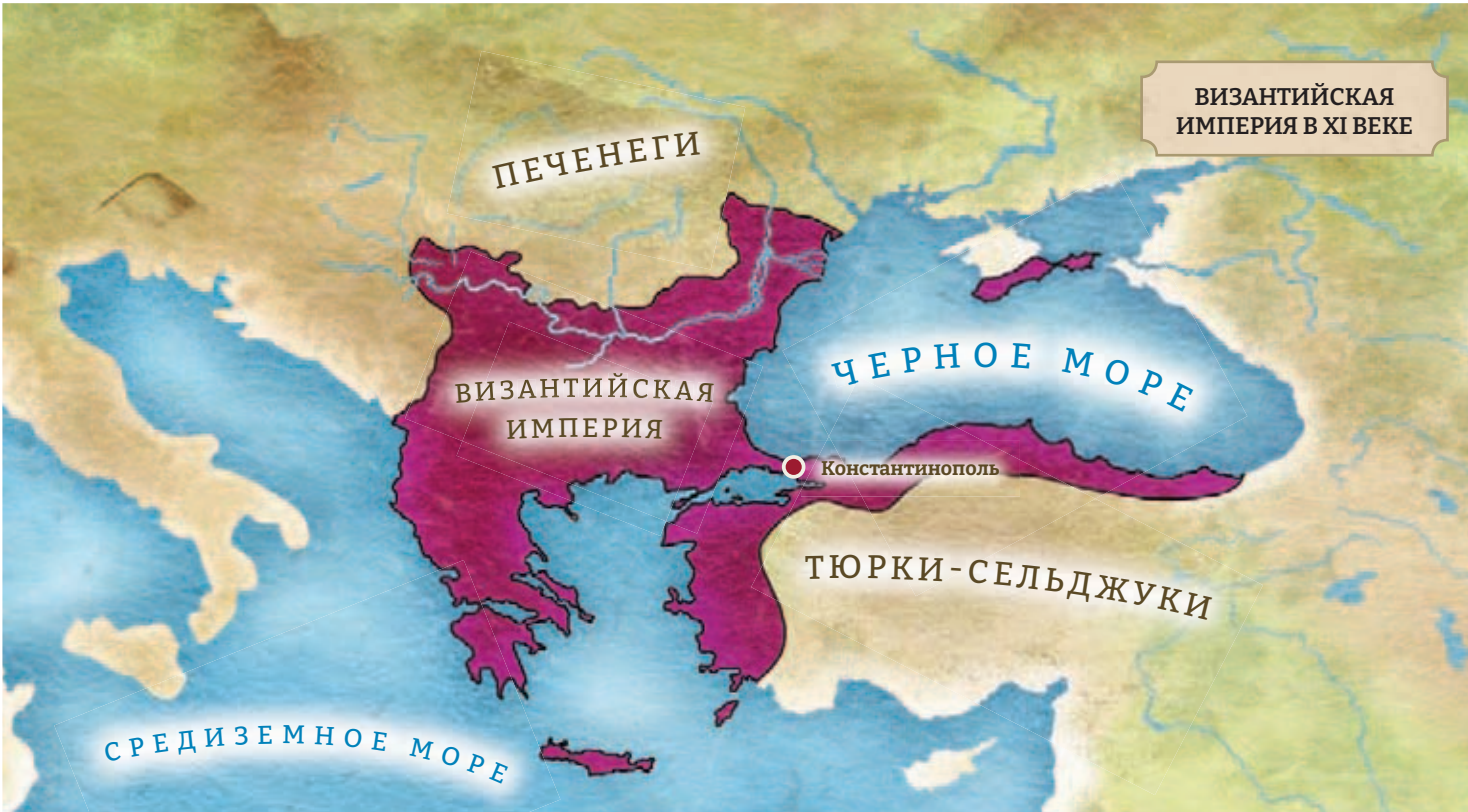 ВИЗАНТИЙСКАЯ
ИМПЕРИЯ В XI ВЕКЕ
ПЕЧЕНЕГИ
ЧЕРНОЕ МОРЕ
ВИЗАНТИЙСКАЯ
ИМПЕРИЯ
Константинополь
ТЮРКИ-СЕЛЬДЖУКИ
СРЕДИЗЕМНОЕ МОРЕ